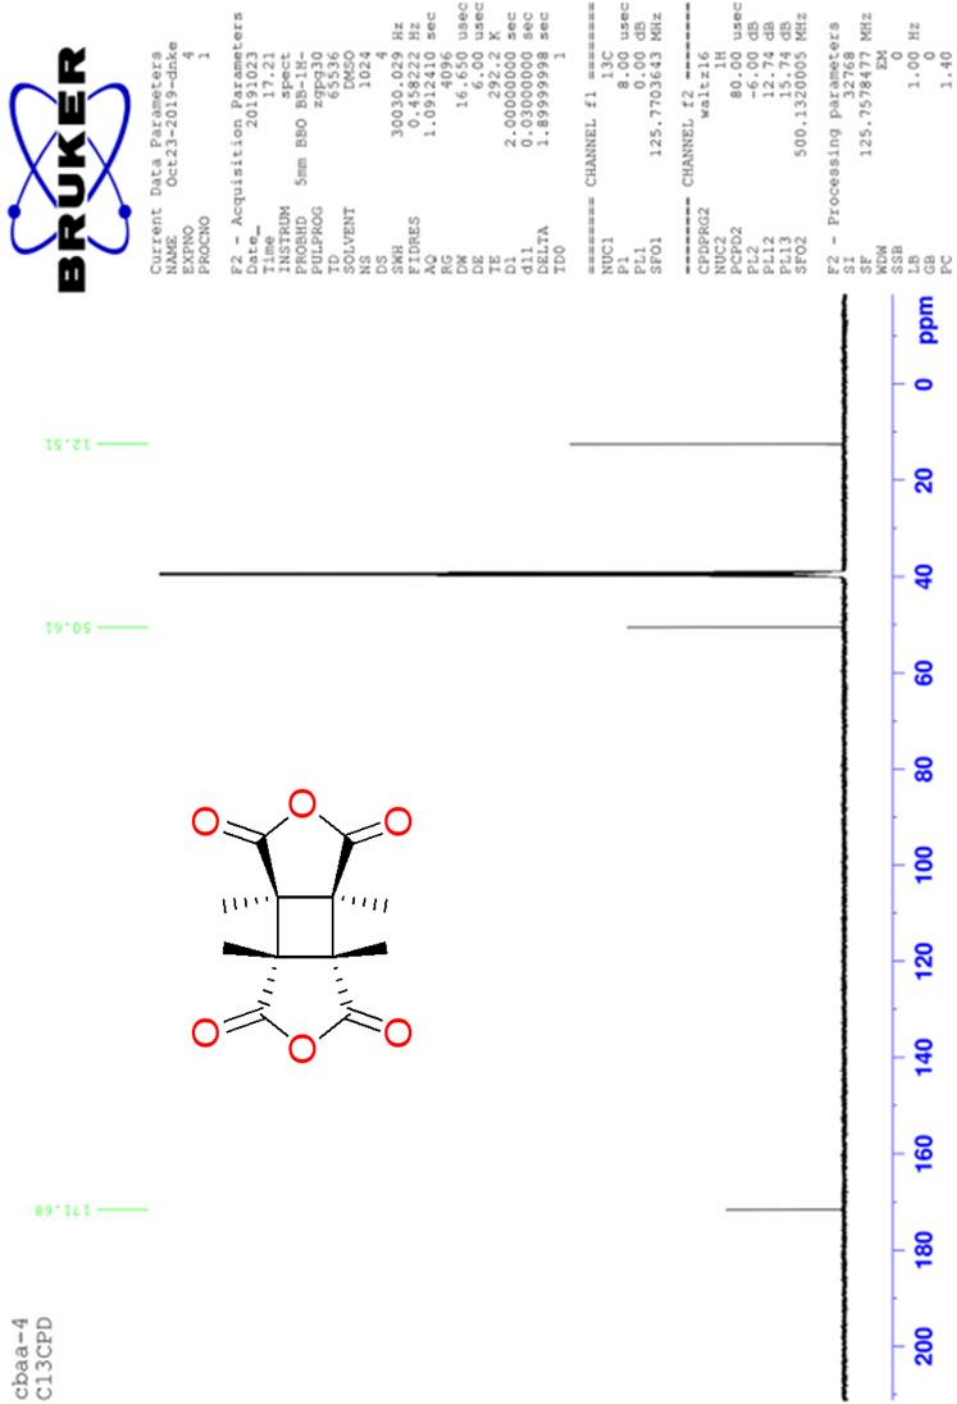 cbaa-4
C13CPD
171.68
50.61
12.51
BRUKER
Current Data Parameters
NAME Oct23-2019-dnke
EXPNO 4
PROCNO 1
F2 - Acquisition Parameters
Date_ 20191023
Time 17.21
INSTRUM spect
PROBHD 5mm BBO BB-1H-
PULPROG zgpg30
TD 65536
SOLVENT DMSO
NS 1024
DS 4
SWH 30030.029 Hz
FIDRES 0.458222 Hz
AQ 1.0912410 sec
RG 4096
DW 16.650 usec
DE 6.00 usec
TE 292.2 K
D1 2.00000000 sec
d11 0.03000000 sec
DELTA 1.89999998 sec
TD0 1
======== CHANNEL f1 ========
NUC1 13C
P1 8.00 usec
PL1 0.00 dB
SFO1 125.7703643 MHz
======== CHANNEL f2 ========
CPDPRG2 waltz16
NUC2 1H
PCPD2 80.00 usec
PL2 -6.00 dB
PL12 12.74 dB
PL13 15.74 dB
SFO2 500.1320005 MHz
F2 - Processing parameters
SI 32768
SF 125.7578477 MHz
WDW EM
SSB 0
LB 1.00 Hz
GB 0
PC 1.40
O O O
O O O
200 180 160 140 120 100 80 60 40 20 0 ppm